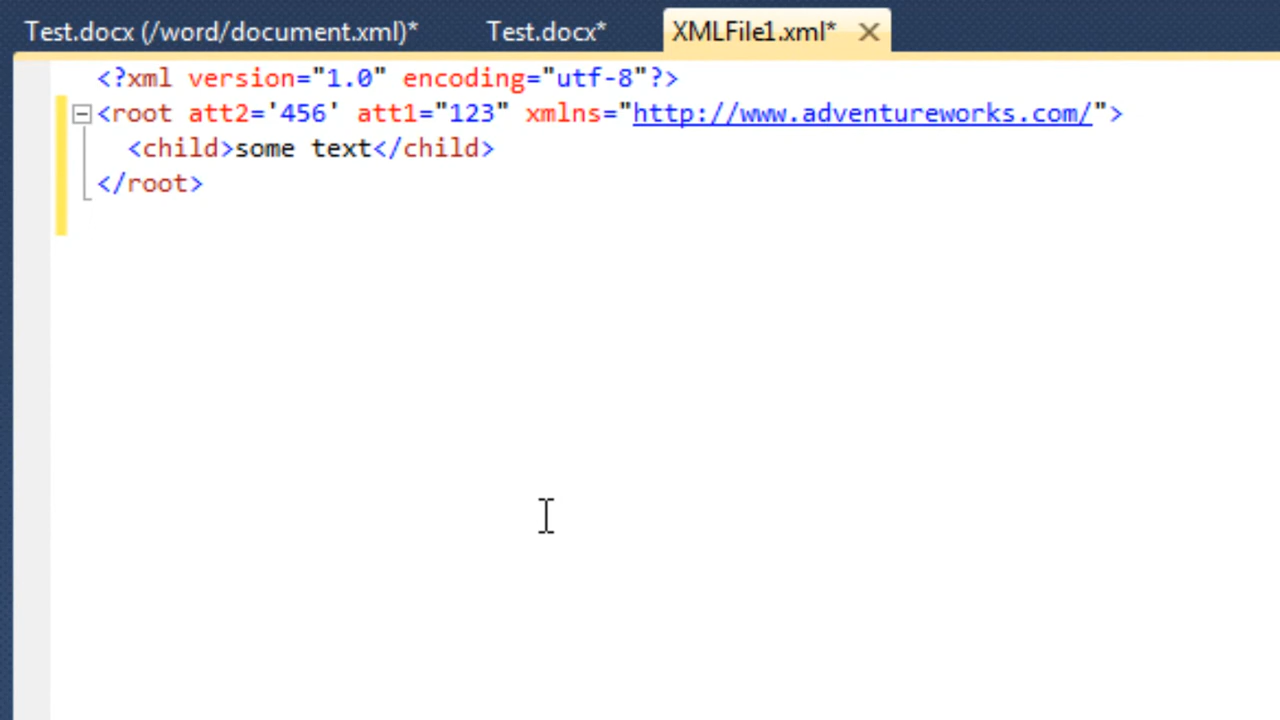 Test.docx (/word/document.xml)* Test.docx* XMLFile1.xml*
<?xml version="1.0" encoding="utf-8"?>
<root att2='456' att1="123" xmlns="http://www.adventureworks.com/">
<child>some text</child>
</root>